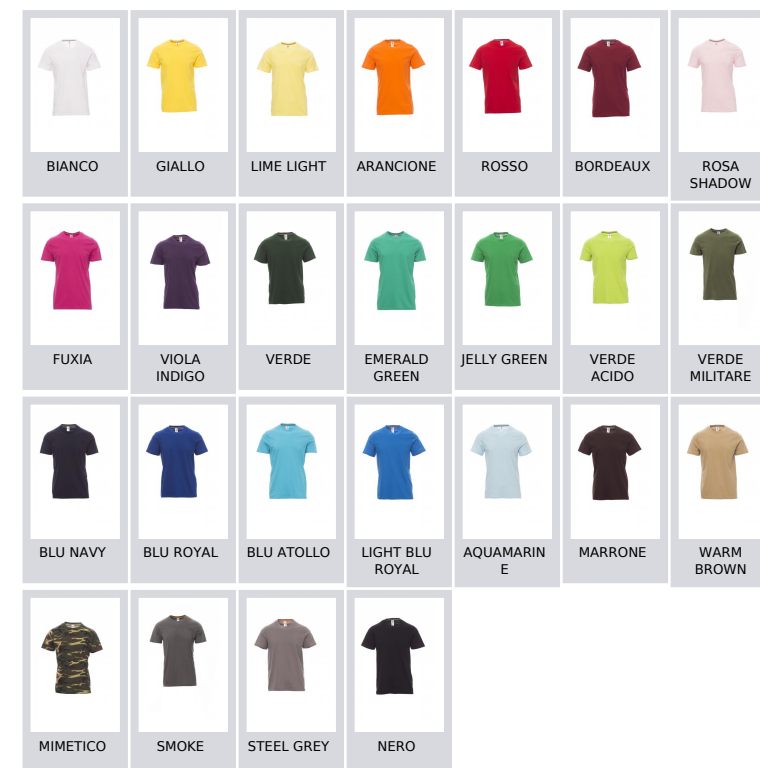 BIANCO
GIALLO
LIME LIGHT
ARANCIONE
ROSSO
BORDEAUX
ROSA
SHADOW
FUXIA
VIOLA
INDIGO
VERDE
EMERALD
GREEN
JELLY GREEN
VERDE
ACIDO
VERDE
MILITARE
BLU NAVY
BLU ROYAL
BLU ATOLLO
LIGHT BLU
ROYAL
AQUAMARIN
E
MARRONE
WARM
BROWN
MIMETICO
SMOKE
STEEL GREY
NERO